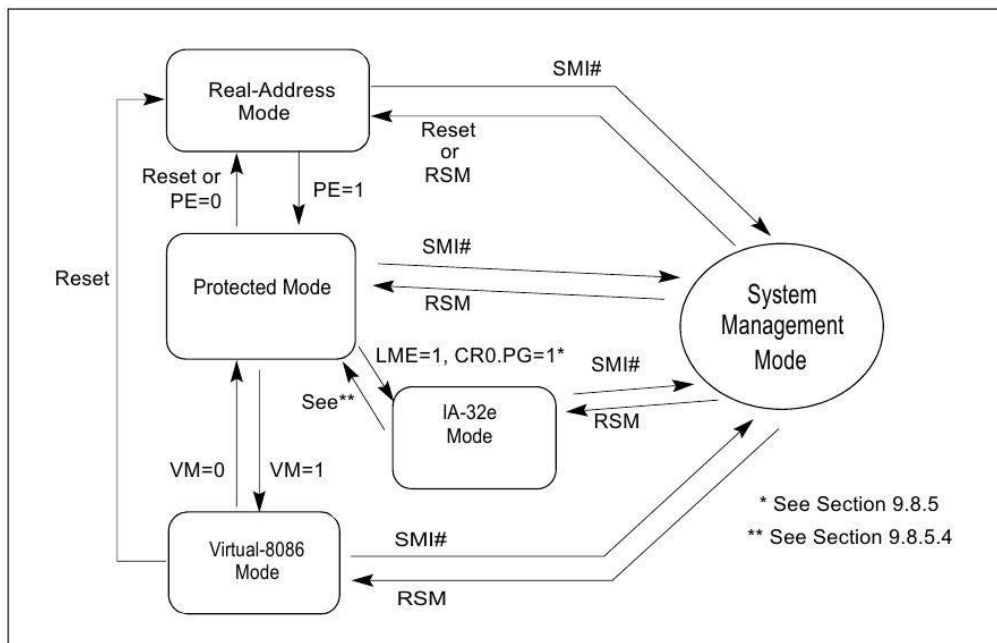 Real-Address
Mode
SMI#
Reset
or
RSM
Reset or
PE=0
PE=1
Reset
Protected Mode
SMI#
RSM
System
Management
Mode
LME=1, CR0.PG=1*
See**
IA-32e
Mode
SMI#
RSM
VM=0
VM=1
Virtual-8086
Mode
SMI#
RSM
* See Section 9.8.5
** See Section 9.8.5.4